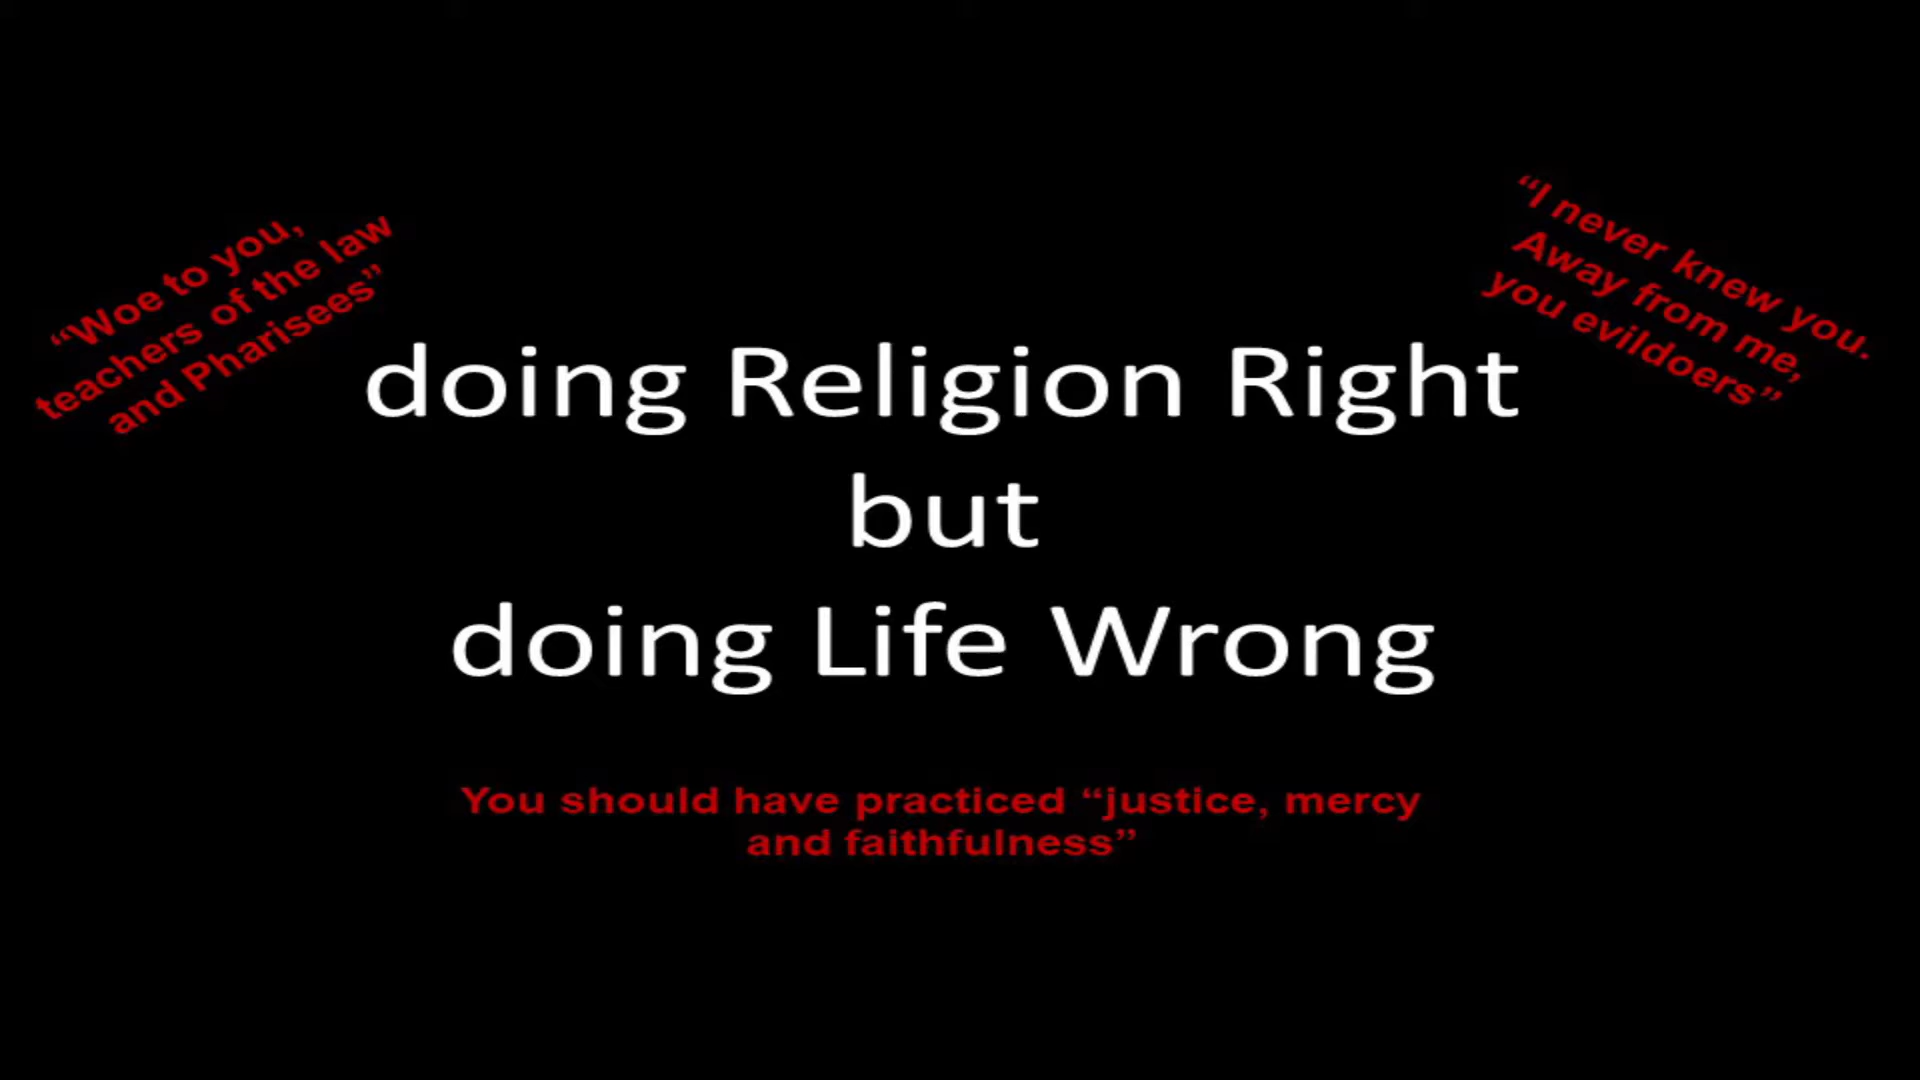 “Woe to you,
teachers of the law
and Pharisees”
“I never knew you.
Away from me,
you evildoers”
doing Religion Right
but
doing Life Wrong
You should have practiced “justice, mercy
and faithfulness”